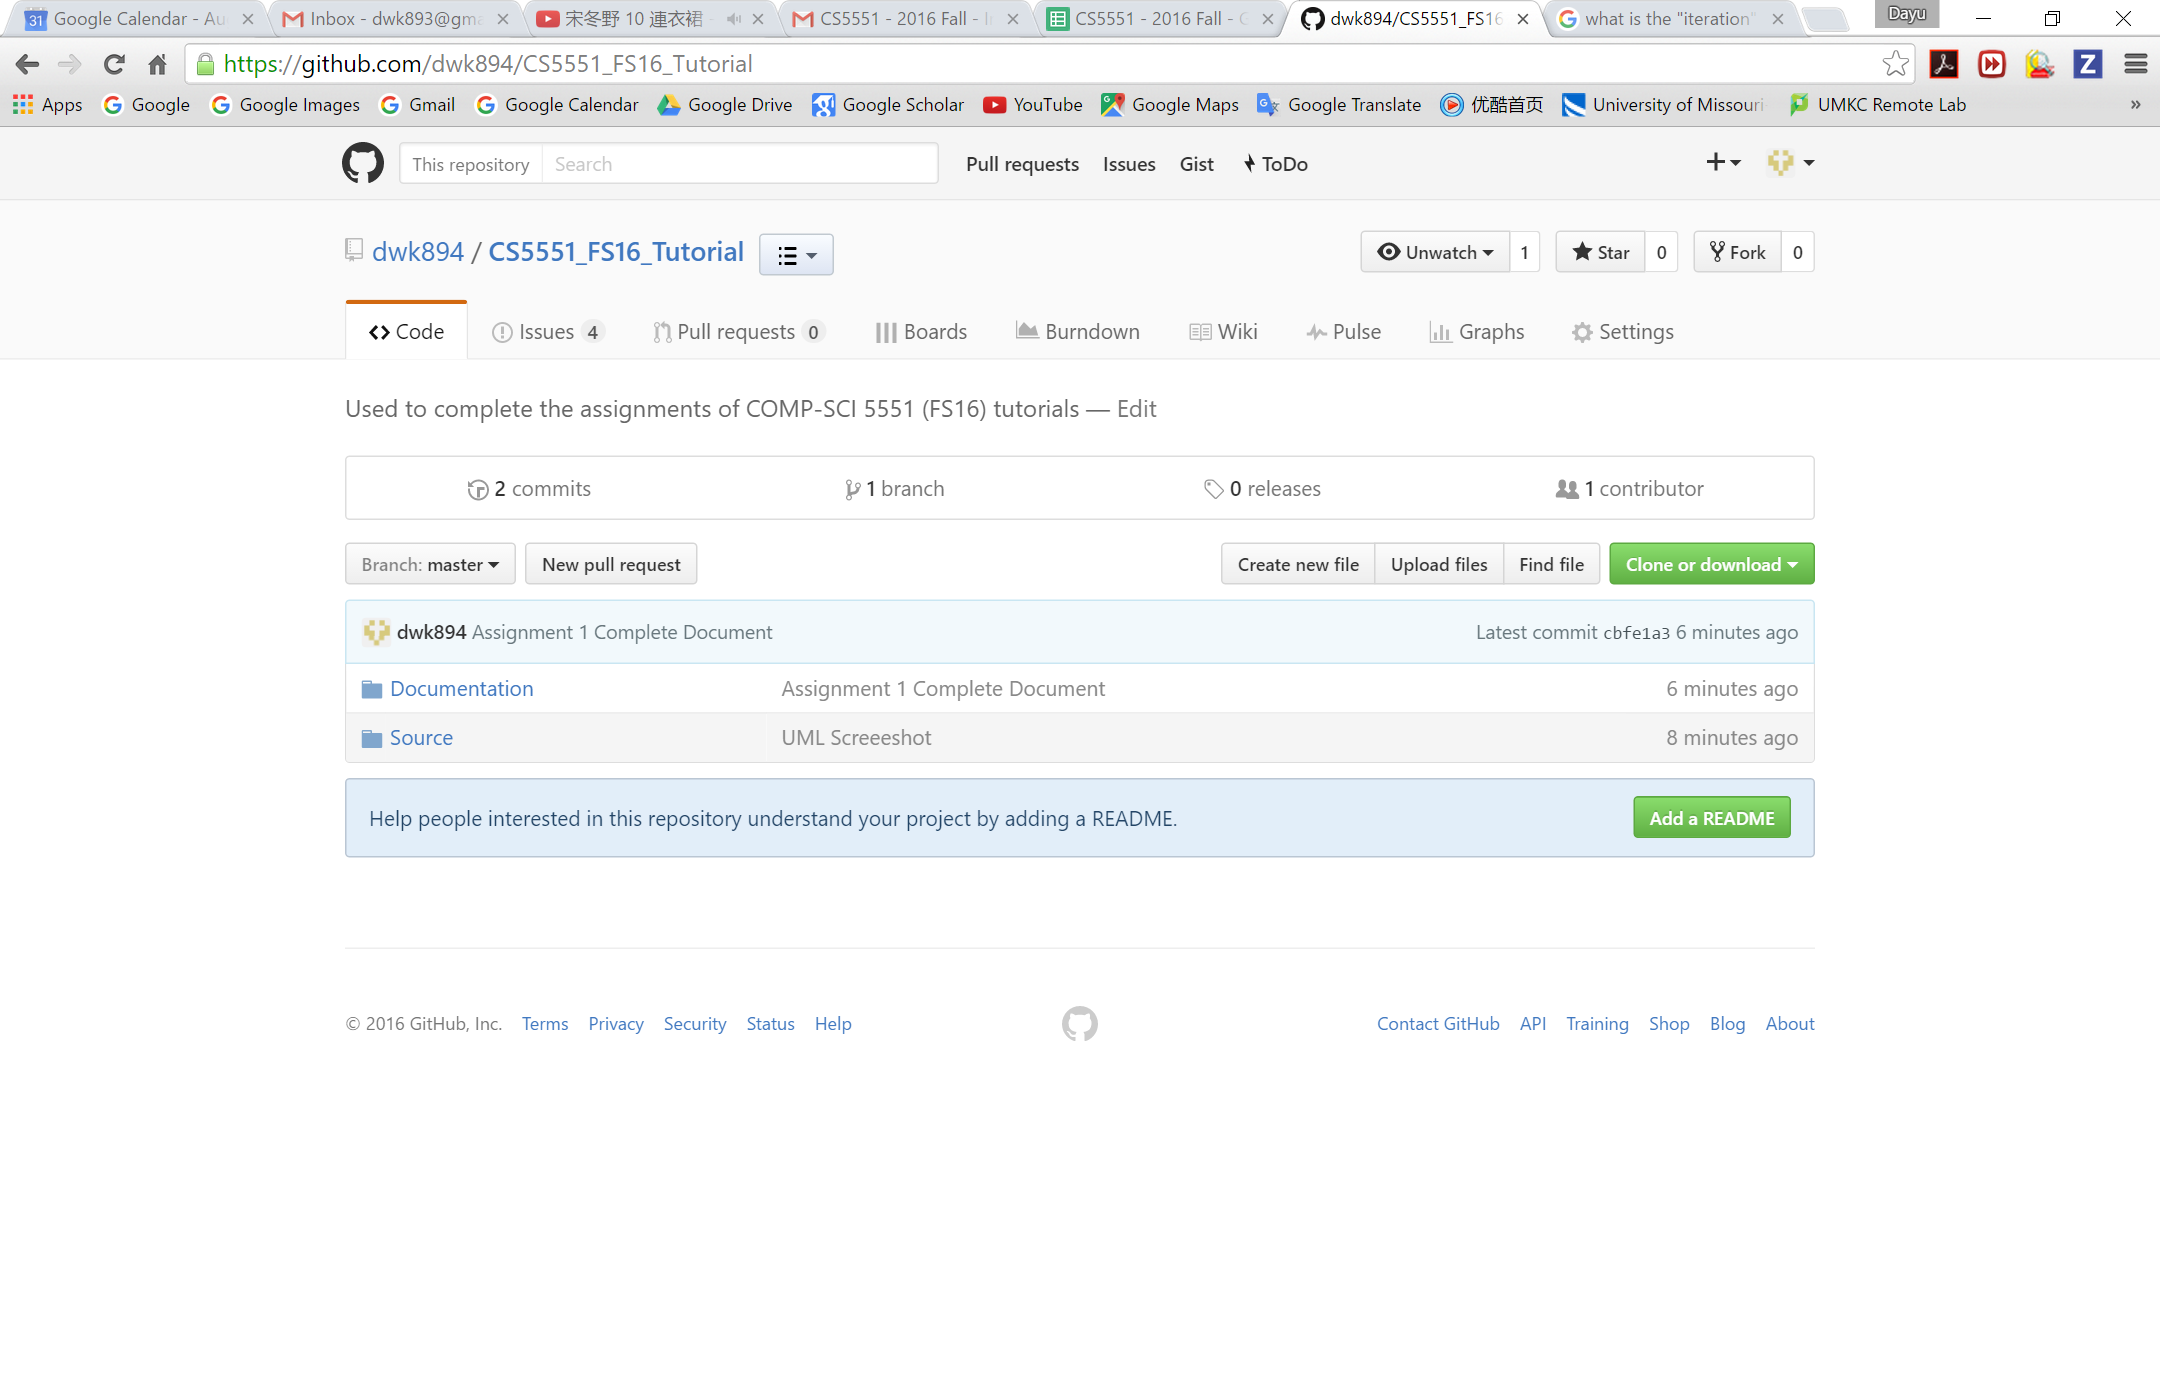 Google Calendar - Au
Inbox - dwk893@gma
宋冬野 10 連衣裙 -
CS5551 - 2016 Fall - I
CS5551 - 2016 Fall - C
dwk894/CS5551_FS16
what is the "iteration"
Dayu
https://github.com/dwk894/CS5551_FS16_Tutorial
Apps Google Google Images Gmail Google Calendar Google Drive Google Scholar YouTube Google Maps Google Translate 优酷首页 University of Missouri UMKC Remote Lab »
This repository Search Pull requests Issues Gist ToDo
dwk894 / CS5551_FS16_Tutorial Unwatch 1 Star 0 Fork 0
Code Issues 4 Pull requests 0 Boards Burndown Wiki Pulse Graphs Settings
Used to complete the assignments of COMP-SCI 5551 (FS16) tutorials — Edit
2 commits 1 branch 0 releases 1 contributor
Branch: master New pull request Create new file Upload files Find file Clone or download
dwk894 Assignment 1 Complete Document Latest commit cbfe1a3 6 minutes ago
Documentation Assignment 1 Complete Document 6 minutes ago
Source UML Screeeshot 8 minutes ago
Help people interested in this repository understand your project by adding a README. Add a README
© 2016 GitHub, Inc. Terms Privacy Security Status Help Contact GitHub API Training Shop Blog About